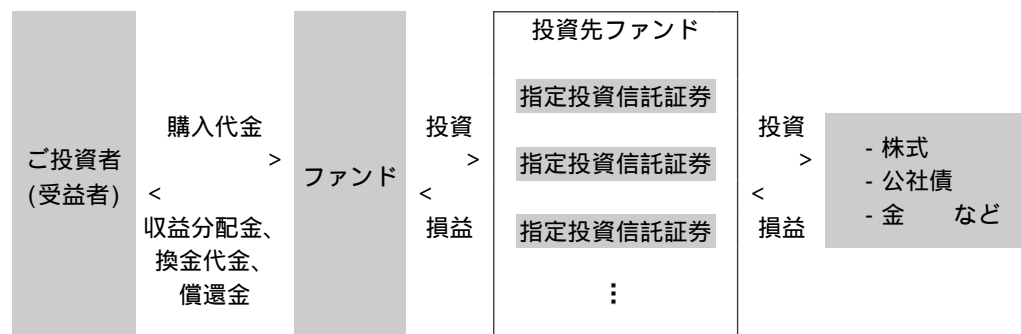 ご投資者
(受益者)
購入代金
>
<
収益分配金、
換金代金、
償還金
ファンド
投資
>
<
損益
投資先ファンド
指定投資信託証券
指定投資信託証券
指定投資信託証券
⋮
投資
>
<
損益
- 株式
- 公社債
- 金　　など